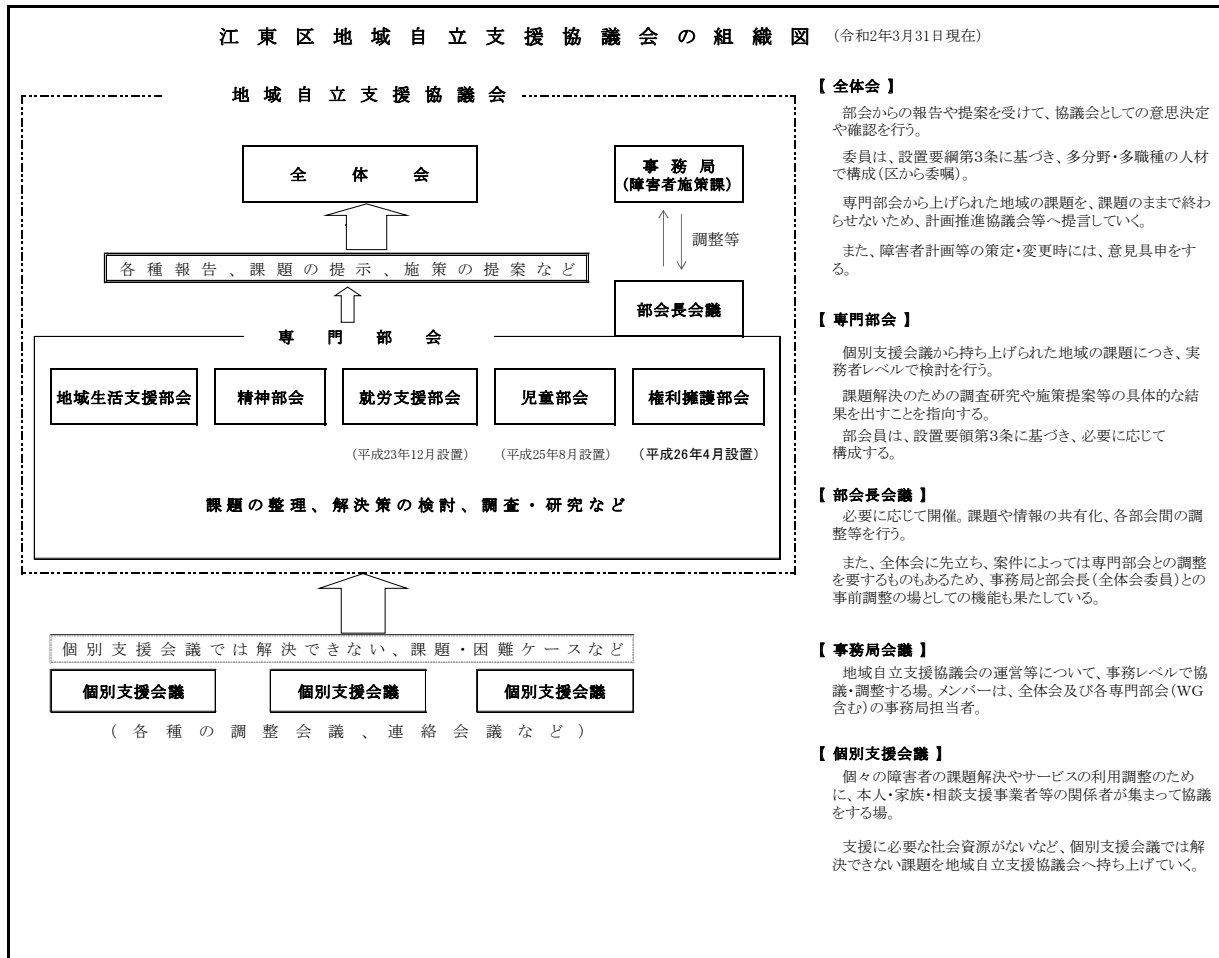 江東区地域自立支援協議会の組織図 (令和2年3月31日現在)
地域自立支援協議会
全体会
事務局
(障害者施策課)
調整等
各種報告、課題の提示、施策の提案など
部会長会議
専門部会
地域生活支援部会
精神部会
就労支援部会
児童部会
権利擁護部会
(平成23年12月設置)
(平成25年8月設置)
(平成26年4月設置)
課題の整理、解決策の検討、調査・研究など
個別支援会議では解決できない、課題・困難ケースなど
個別支援会議
個別支援会議
個別支援会議
(各種の調整会議、連絡会議など)
【 全体会 】
部会からの報告や提案を受けて、協議会としての意思決定
や確認を行う。
委員は、設置要綱第3条に基づき、多分野・多職種の人材
で構成(区から委嘱)。
専門部会から上げられた地域の課題を、課題のままで終わ
らせないため、計画推進協議会等へ提言していく。
また、障害者計画等の策定・変更時には、意見具申をす
る。
【 専門部会 】
個別支援会議から持ち上げられた地域の課題につき、実
務者レベルで検討を行う。
課題解決のための調査研究や施策提案等の具体的な結
果を出すことを指向する。
部会員は、設置要領第3条に基づき、必要に応じて
構成する。
【 部会長会議 】
必要に応じて開催。課題や情報の共有化、各部会間の調
整等を行う。
また、全体会に先立ち、案件によっては専門部会との調整
を要するものもあるため、事務局と部会長(全体会委員)との
事前調整の場としての機能も果たしている。
【 事務局会議 】
地域自立支援協議会の運営等について、事務レベルで協
議・調整する場。メンバーは、全体会及び各専門部会(WG
含む)の事務局担当者。
【 個別支援会議 】
個々の障害者の課題解決やサービスの利用調整のため
に、本人・家族・相談支援事業者等の関係者が集まって協議
をする場。
支援に必要な社会資源がないなど、個別支援会議では解
決できない課題を地域自立支援協議会へ持ち上げていく。